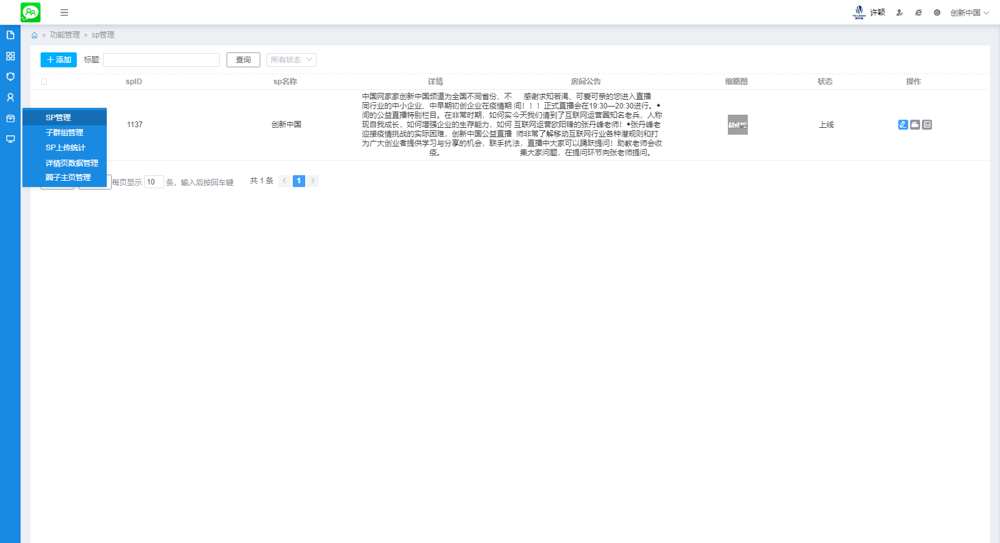 许颖
创新中国
» 功能管理 » sp管理
添加
标题:
查询
所有状态
spID
sp名称
详情
房间公告
缩略图
状态
操作
1137
创新中国
中国网家家创新中国频道为全国不同省份、不
同行业的中小企业、中早期初创企业在疫情期
间的公益直播特别栏目。在非常时期，如何实
现自我成长，如何增强企业的生存能力，如何
迎接疫情挑战的实际困难，创新中国公益直播
为广大创业者提供学习与分享的机会，联手抗
疫。
感谢求知若渴、可爱可亲的您进入直播
间！！！正式直播会在19:30—20:30进行。◆
今天我们请到了互联网运营圈知名老兵，人称
互联网运营欧阳锋的张丹峰老师！◆张丹峰老
师非常了解移动互联网行业各种潜规则和打
法，直播中大家可以踊跃提问！助教老师会收
集大家问题，在提问环节向张老师提问。
上线
SP管理
子群组管理
SP上传统计
详情页数据管理
圈子主页管理
每页显示 10 条，输入后按回车键
共 1 条
1